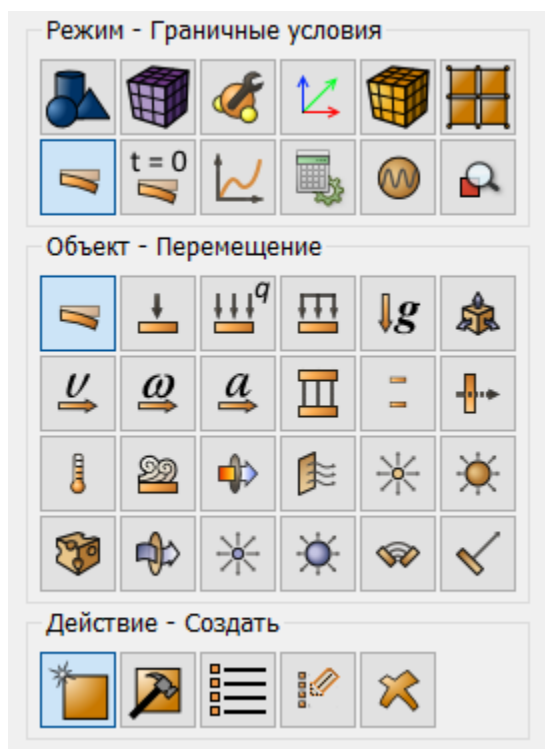 Режим - Граничные условия
t = 0
Объект - Перемещение
q
g
υ
ω
a
Действие - Создать